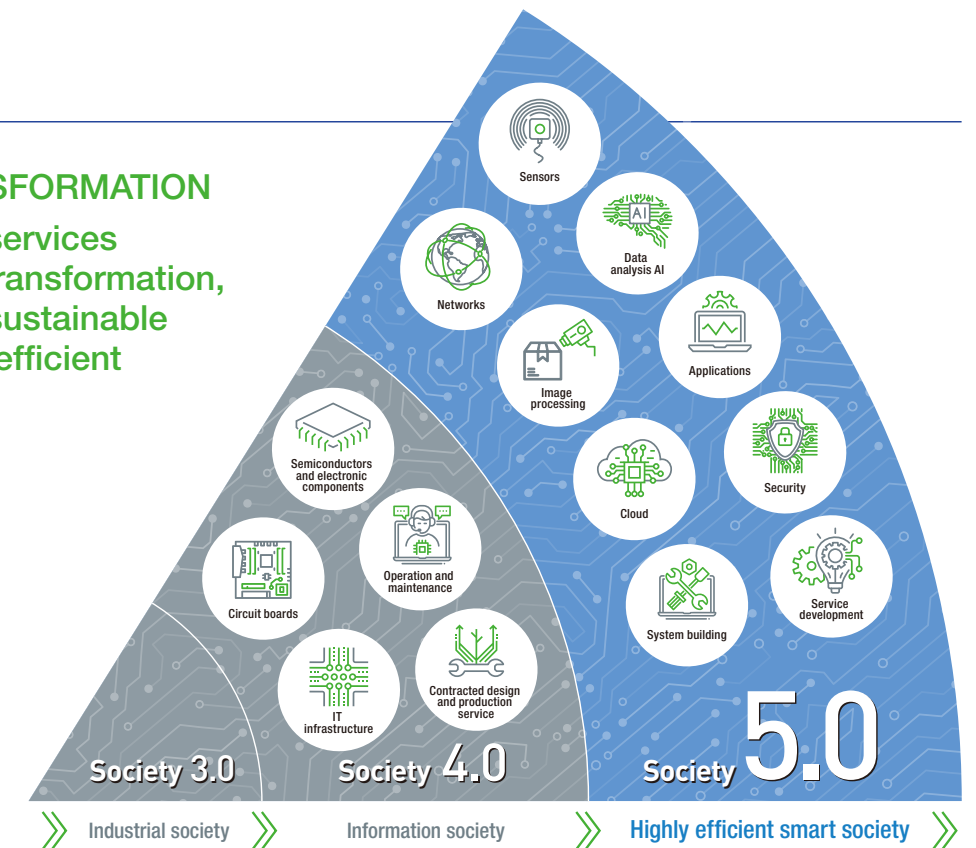 SFORMATION
services
ransformation,
sustainable
efficient
Sensors
AI
Data
analysis AI
Networks
Applications
Image
processing
Semiconductors
and electronic
components
Security
Cloud
Operation and
maintenance
Circuit boards
Service
development
System building
Contracted design
and production
service
IT
infrastructure
Society 3.0
Society 4.0
Society 5.0
Industrial society
Information society
Highly efficient smart society